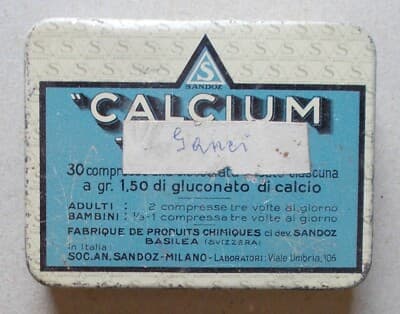 S
SANDOZ
"CALCIUM
30 compresse
a gr. 1,50 di gluconato di calcio
ADULTI : 2 compresse tre volte al giorno
BAMBINI : ½-1 compressa tre volte al giorno
FABRIQUE DE PRODUITS CHIMIQUES ci dev. SANDOZ
BASILEA (SVIZZERA)
in Italia :
SOC.AN. SANDOZ-MILANO-LABORATORI: Viale Umbria, 105